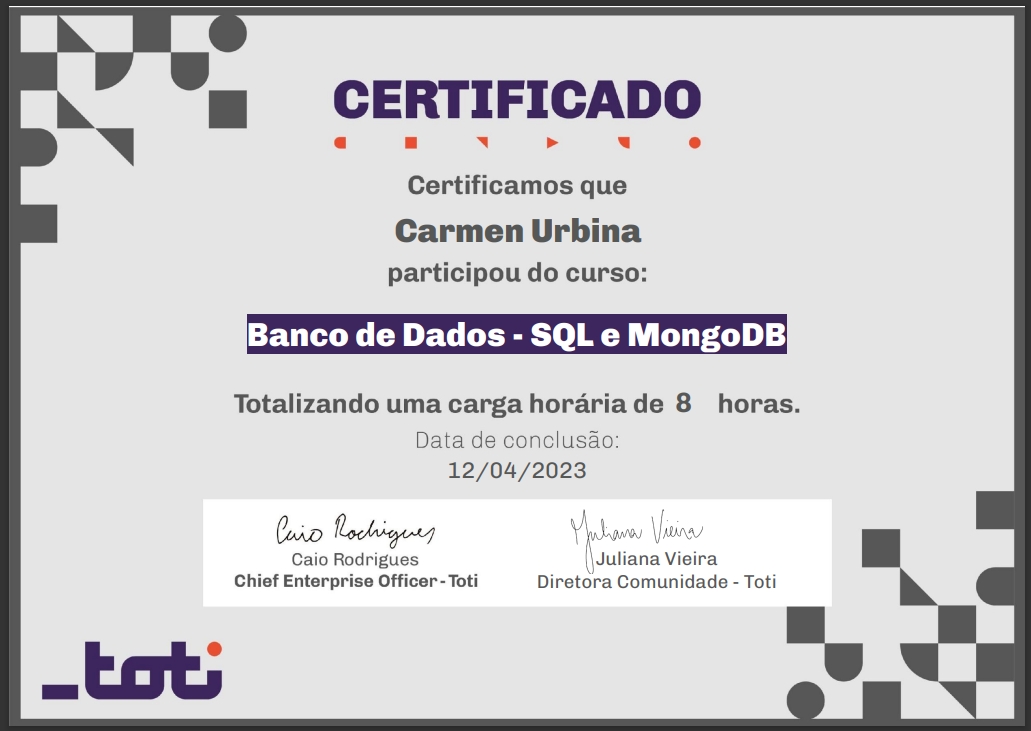 CERTIFICADO
Certificamos que
Carmen Urbina
participou do curso:
Banco de Dados - SQL e MongoDB
Totalizando uma carga horária de 8 horas.
Data de conclusão:
12/04/2023
Caio Rodrigues
Caio Rodrigues
Chief Enterprise Officer - Toti
Juliana Vieira
Juliana Vieira
Diretora Comunidade - Toti
_toti